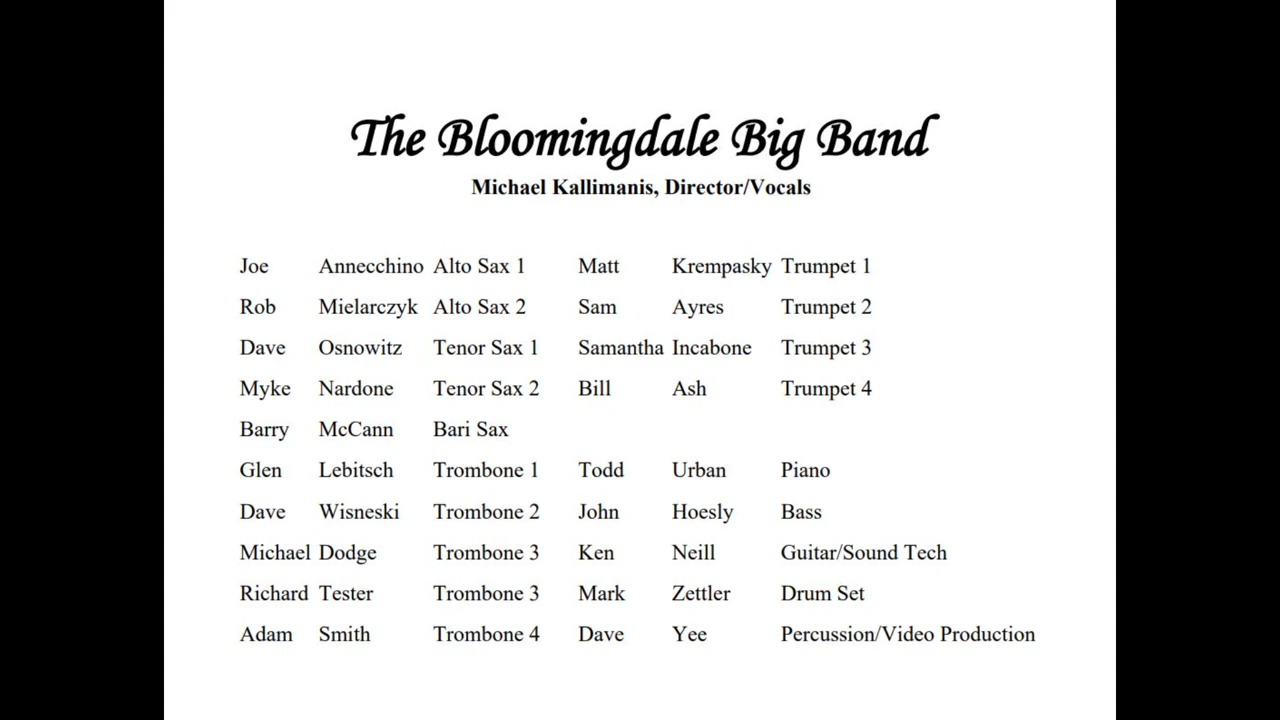 The Bloomingdale Big Band
Michael Kallimanis, Director/Vocals
Joe Annecchino Alto Sax 1 Matt Krempasky Trumpet 1
Rob Mielarczyk Alto Sax 2 Sam Ayres Trumpet 2
Dave Osnowitz Tenor Sax 1 Samantha Incabone Trumpet 3
Myke Nardone Tenor Sax 2 Bill Ash Trumpet 4
Barry McCann Bari Sax
Glen Lebitsch Trombone 1 Todd Urban Piano
Dave Wisneski Trombone 2 John Hoesly Bass
Michael Dodge Trombone 3 Ken Neill Guitar/Sound Tech
Richard Tester Trombone 3 Mark Zettler Drum Set
Adam Smith Trombone 4 Dave Yee Percussion/Video Production